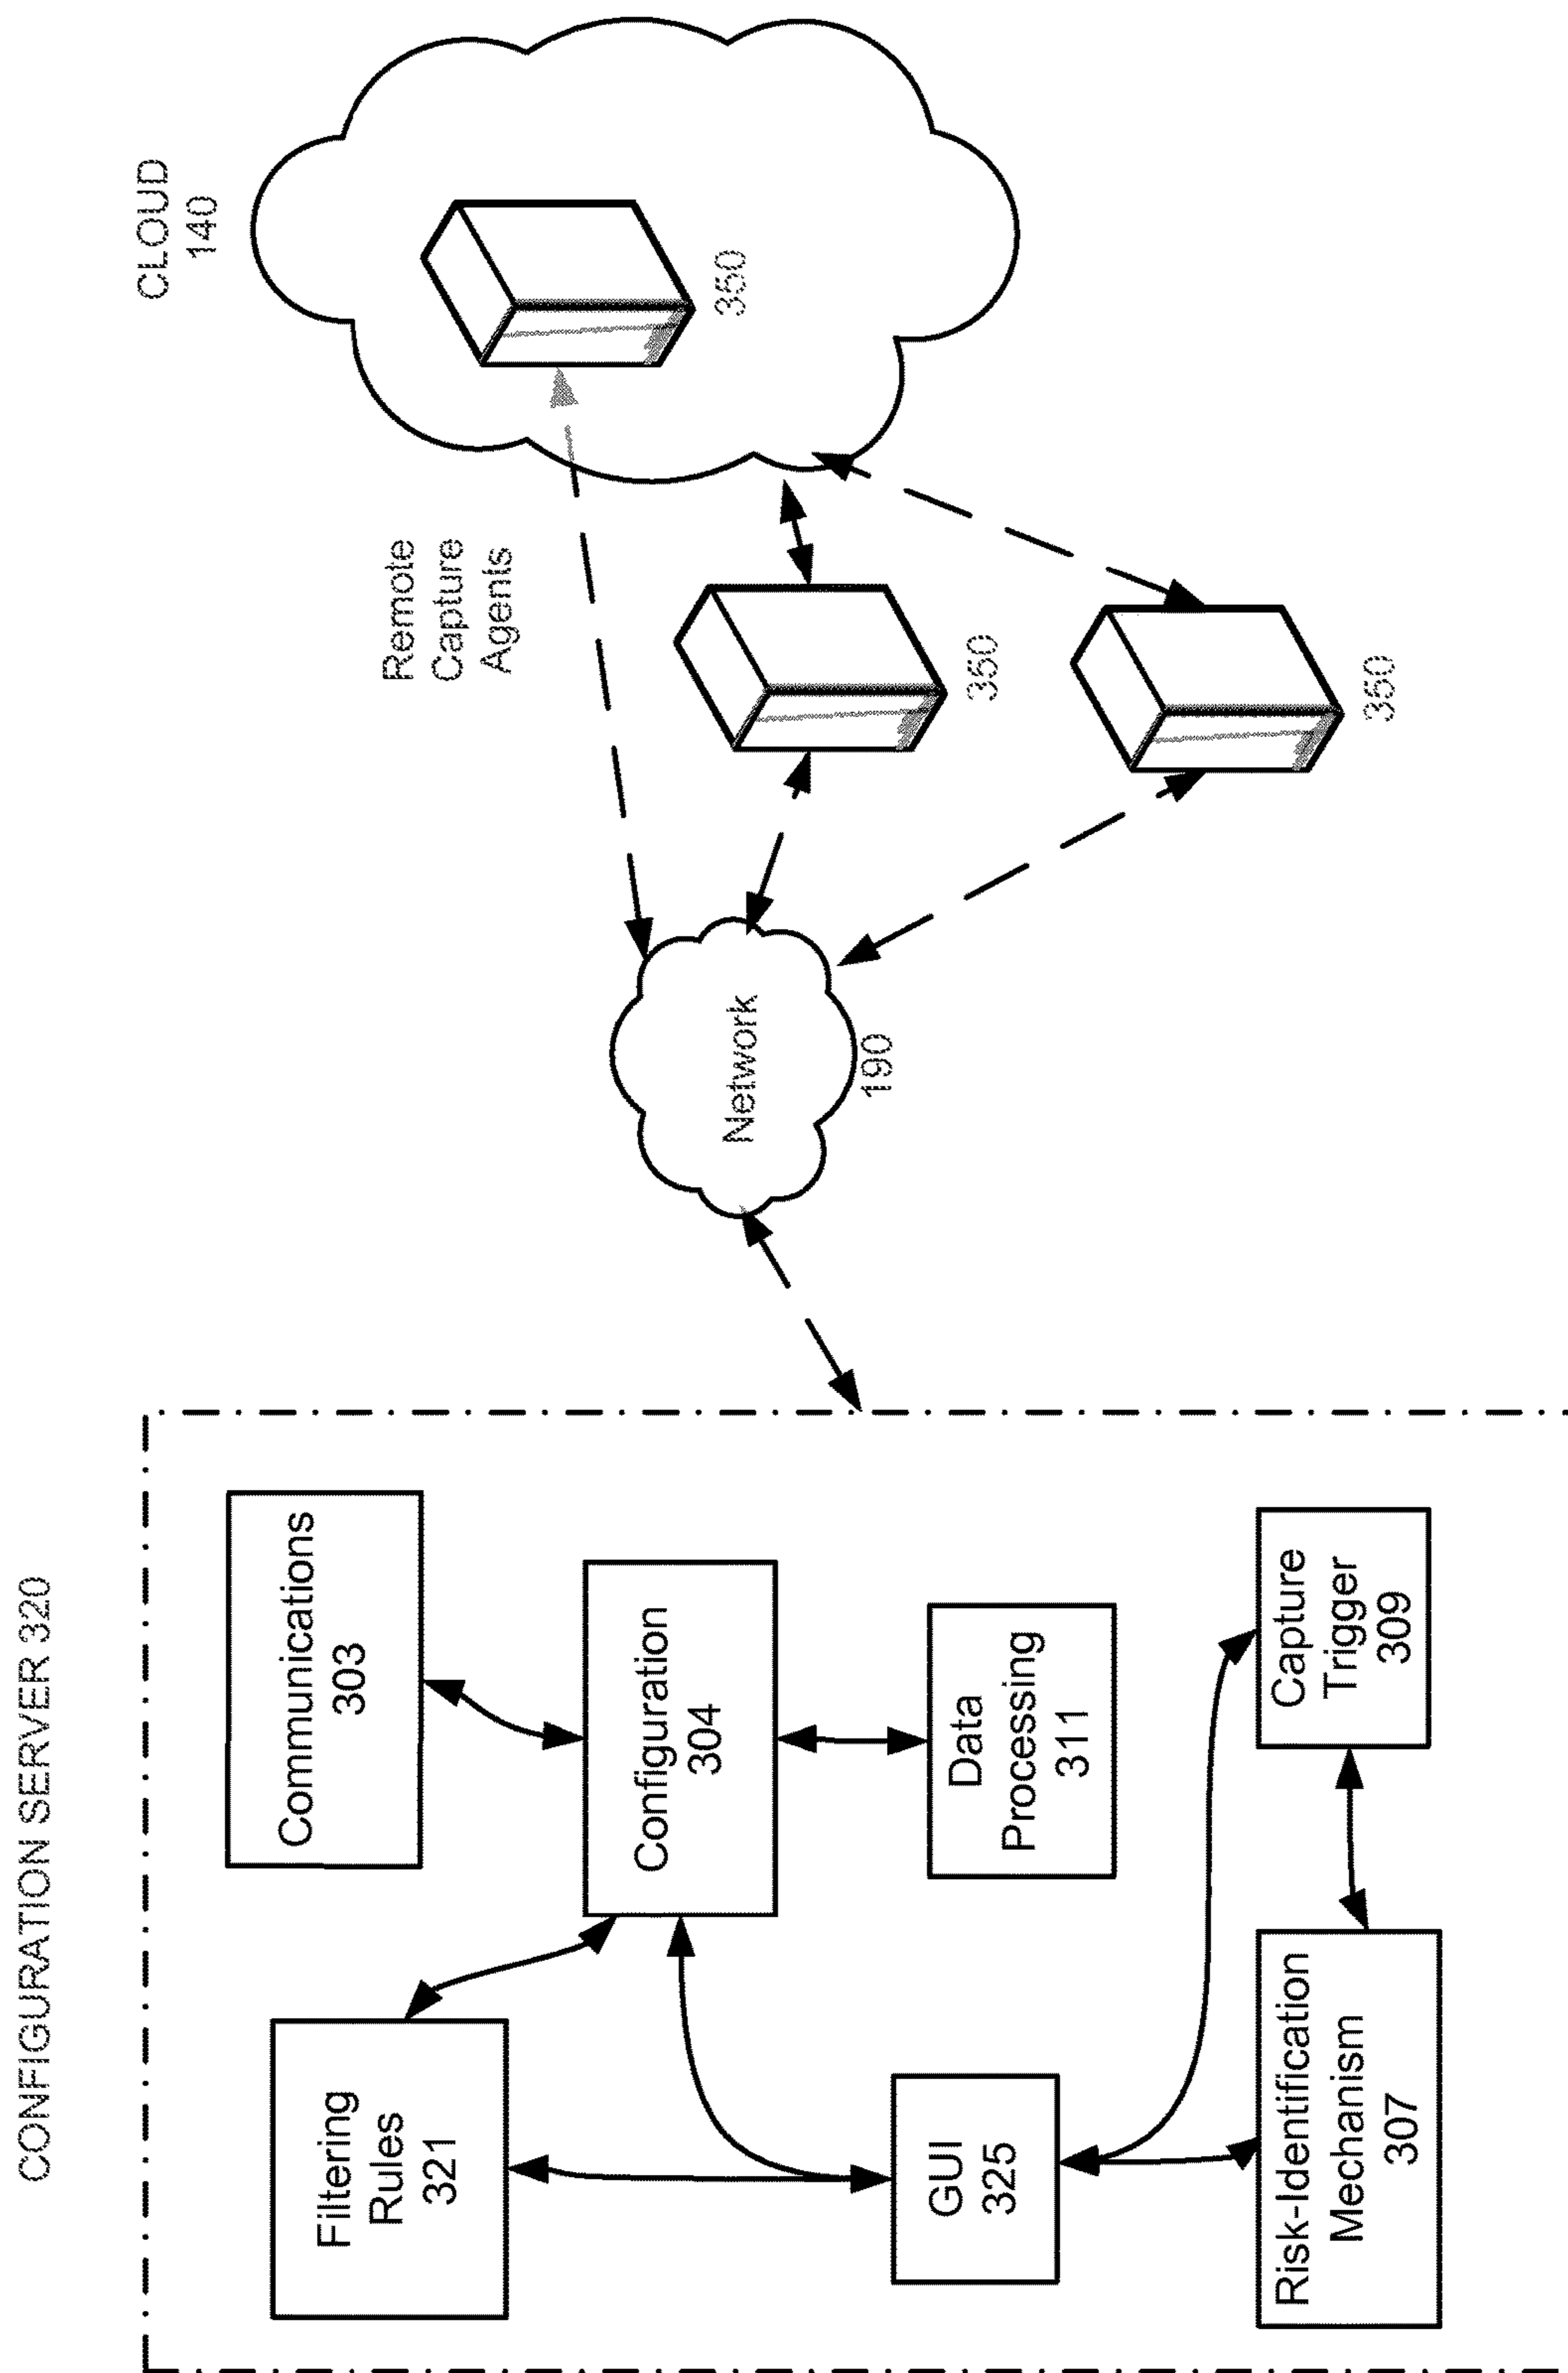 CONFIGURATION SERVER 320
Communications
303
Filtering
Rules
321
Configuration
304
GUI
325
Data
Processing
311
Risk-Identification
Mechanism
307
Capture
Trigger
309
Network
190
Remote
Capture
Agents
350
350
CLOUD
140
350